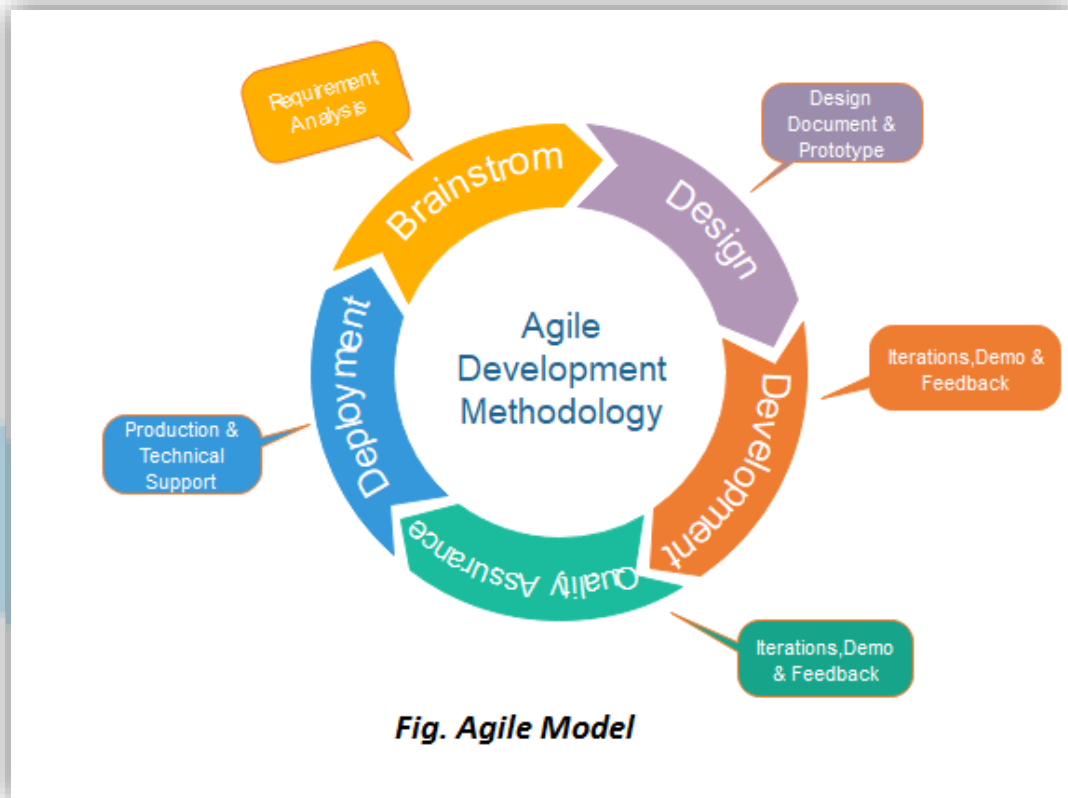 Requirement
Analysis
Brainstrom
Design
Document &
Prototype
Design
Iterations,Demo &
Feedback
Development
Agile
Development
Methodology
Deployment
Production &
Technical
Support
Quality Assurance
Iterations,Demo
& Feedback
Fig. Agile Model